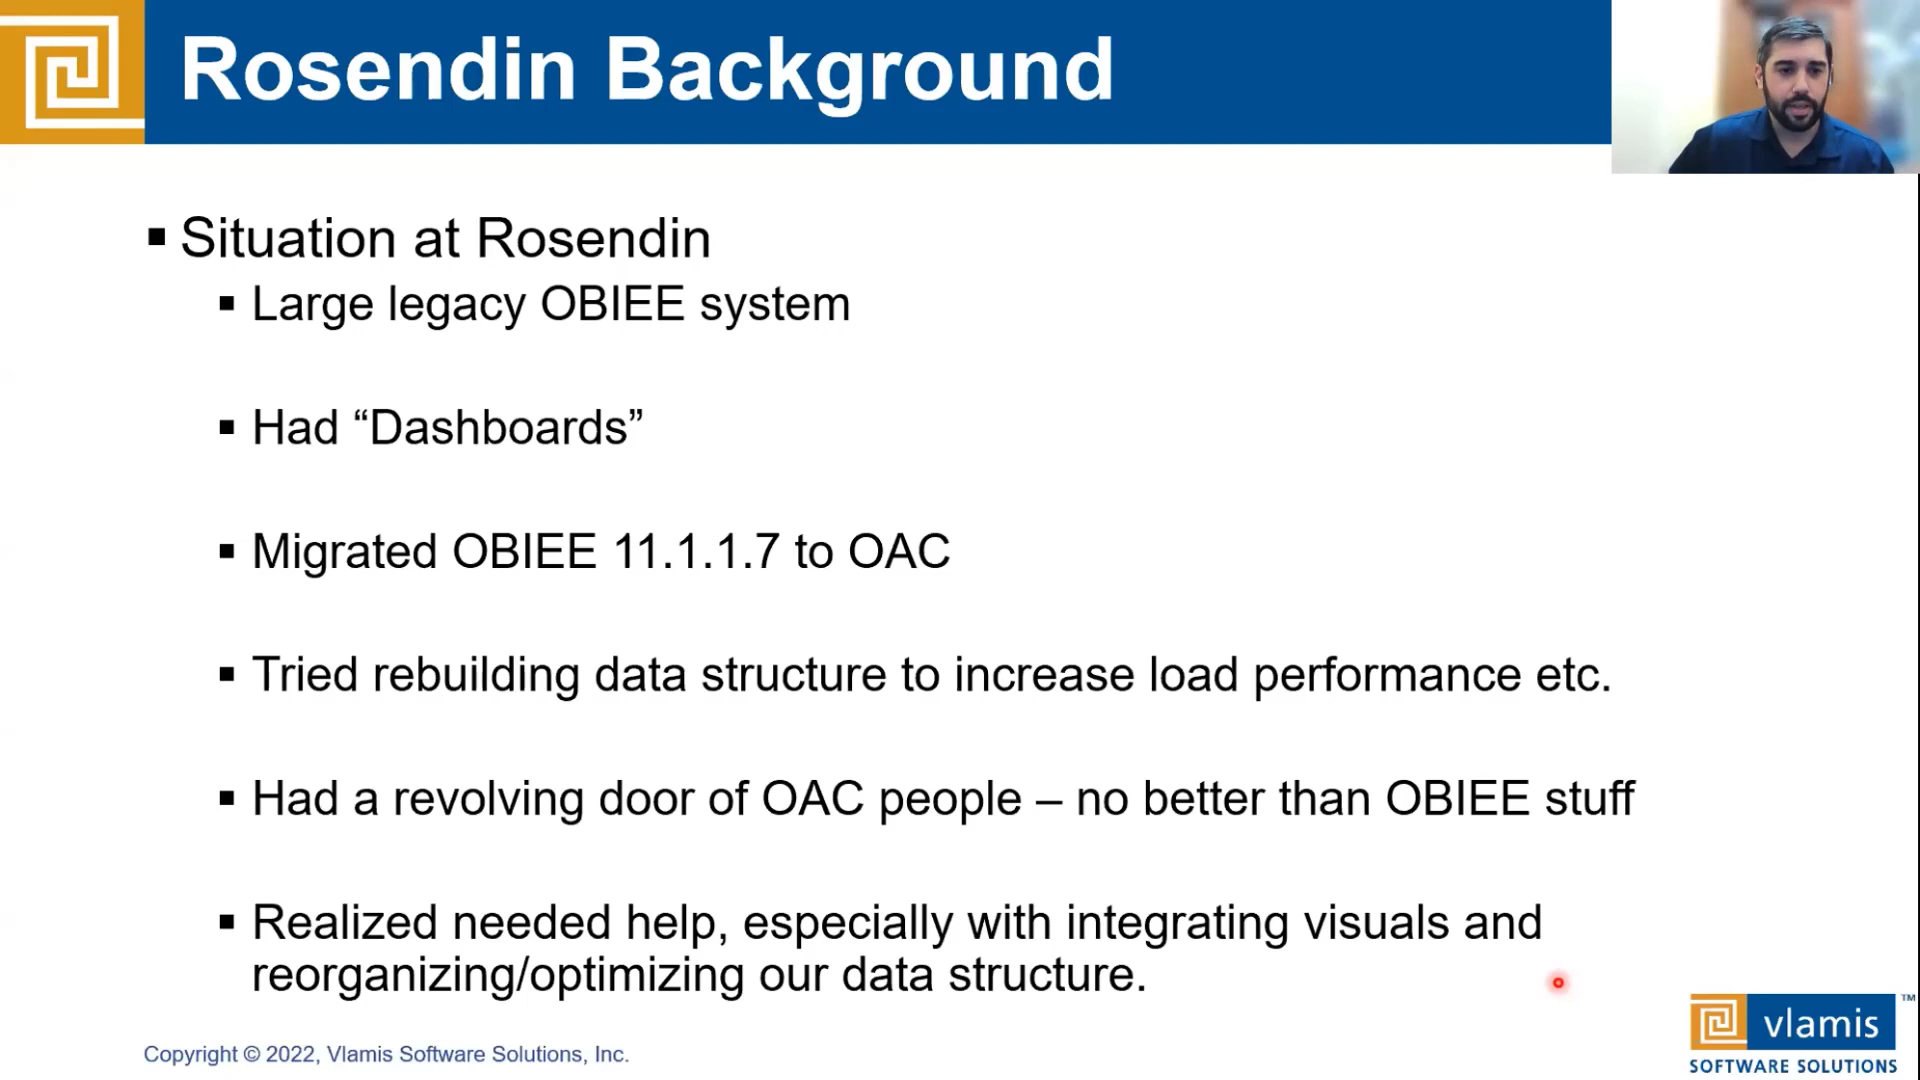 Rosendin Background
Situation at Rosendin
Large legacy OBIEE system
Had “Dashboards”
Migrated OBIEE 11.1.1.7 to OAC
Tried rebuilding data structure to increase load performance etc.
Had a revolving door of OAC people – no better than OBIEE stuff
Realized needed help, especially with integrating visuals and
reorganizing/optimizing our data structure.
Copyright © 2022, Vlamis Software Solutions, Inc.
vlamis™
SOFTWARE SOLUTIONS